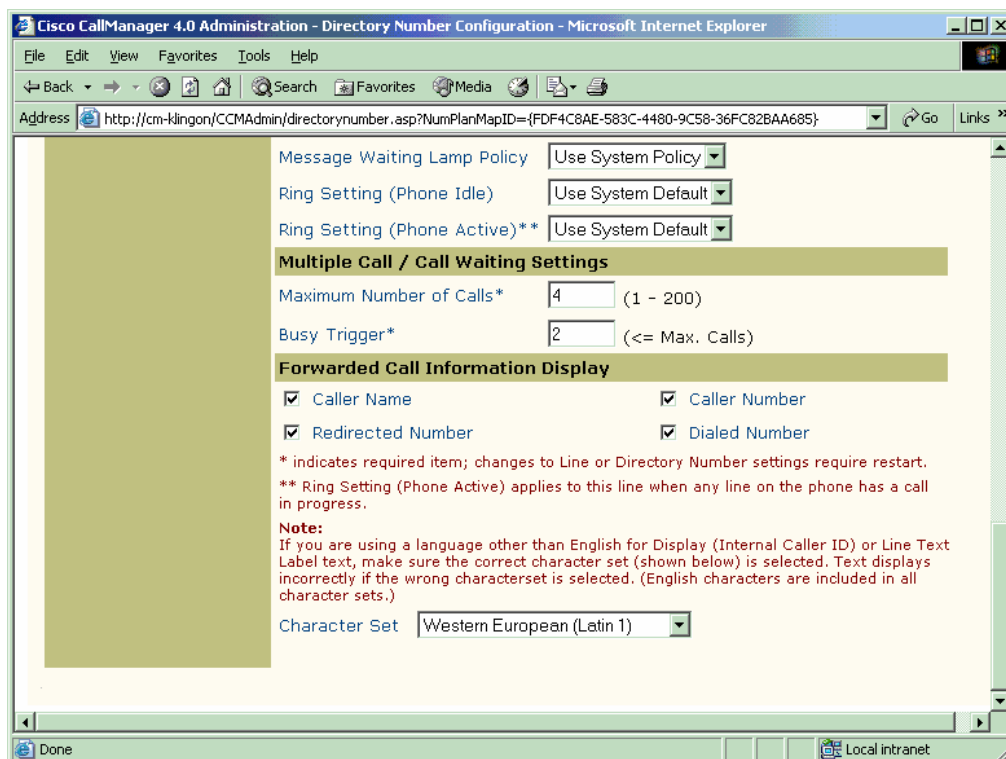 Cisco CallManager 4.0 Administration - Directory Number Configuration - Microsoft Internet Explorer
File Edit View Favorites Tools Help
Back Search Favorites Media
Address http://cm-klingon/CCMAdmin/directorynumber.asp?NumPlanMapID={FDF4C8AE-583C-4480-9C58-36FC82BAA685} Go Links »
Message Waiting Lamp Policy Use System Policy
Ring Setting (Phone Idle) Use System Default
Ring Setting (Phone Active)** Use System Default
Multiple Call / Call Waiting Settings
Maximum Number of Calls* 4 (1 - 200)
Busy Trigger* 2 (<= Max. Calls)
Forwarded Call Information Display
Caller Name Caller Number
Redirected Number Dialed Number
* indicates required item; changes to Line or Directory Number settings require restart.
** Ring Setting (Phone Active) applies to this line when any line on the phone has a call
in progress.
Note:
If you are using a language other than English for Display (Internal Caller ID) or Line Text
Label text, make sure the correct character set (shown below) is selected. Text displays
incorrectly if the wrong characterset is selected. (English characters are included in all
character sets.)
Character Set Western European (Latin 1)
Done Local intranet